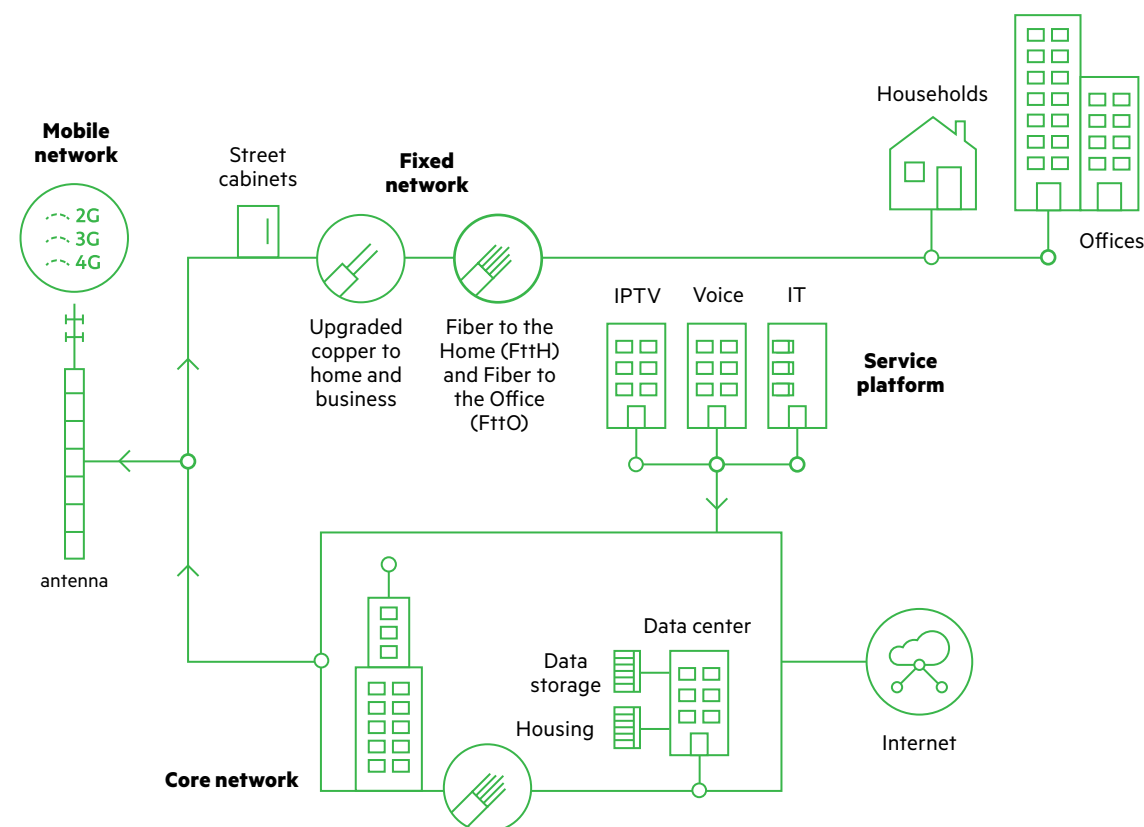 Households
Mobile
network
Street
cabinets
Fixed
network
2G
3G
4G
Offices
IPTV
Voice
IT
Upgraded
copper to
home and
business
Fiber to the
Home (FttH)
and Fiber to
the Office
(FttO)
Service
platform
antenna
Data center
Data
storage
Housing
Internet
Core network